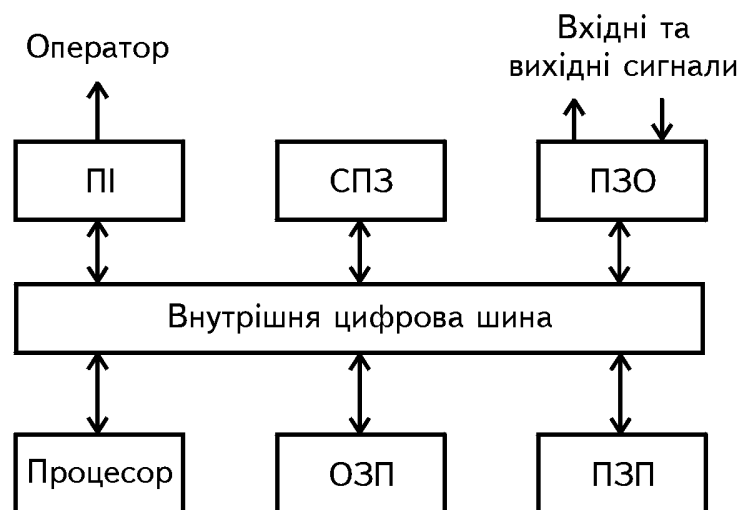 Оператор
Вхідні та
вихідні сигнали
ПІ
СПЗ
ПЗО
Внутрішня цифрова шина
Процесор
ОЗП
ПЗП